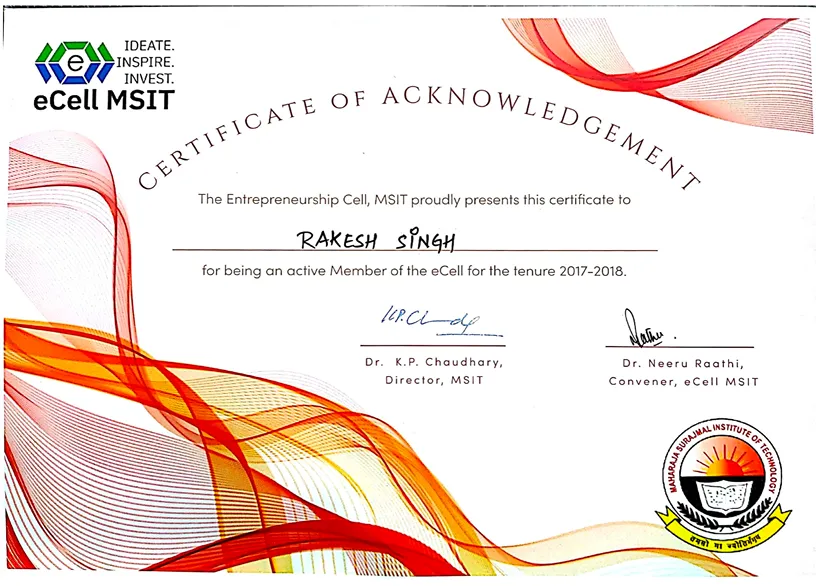 IDEATE.
INSPIRE.
INVEST.
e
eCell MSIT
CERTIFICATE OF ACKNOWLEDGEMENT
The Entrepreneurship Cell, MSIT proudly presents this certificate to
RAKESH SINGH
for being an active Member of the eCell for the tenure 2017-2018.
Dr. K.P. Chaudhary,
Director, MSIT
Dr. Neeru Raathi,
Convener, eCell MSIT
MAHARAJA SURAJMAL INSTITUTE OF TECHNOLOGY
तमसो मा ज्योतिर्गमय